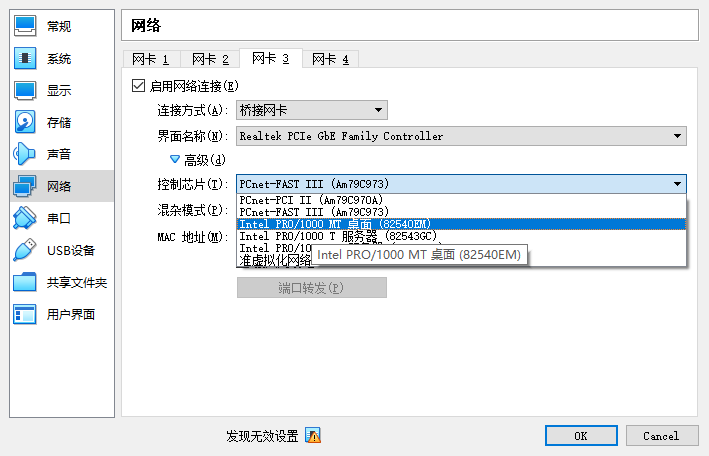 常规
系统
显示
存储
声音
网络
串口
USB设备
共享文件夹
用户界面
网络
网卡 1 网卡 2 网卡 3 网卡 4
启用网络连接(E)
连接方式(A): 桥接网卡
界面名称(N): Realtek PCIe GbE Family Controller
高级(d)
控制芯片(T): PCnet-FAST III (Am79C973)
PCnet-PCI II (Am79C970A)
混杂模式(P): PCnet-FAST III (Am79C973)
Intel PRO/1000 MT 桌面 (82540EM)
MAC 地址(M): Intel PRO/1000 T 服务器 (82543GC)
Intel PRO/10
Intel PRO/1000 MT 桌面 (82540EM)
准虚拟化网络
端口转发(P)
发现无效设置 OK Cancel